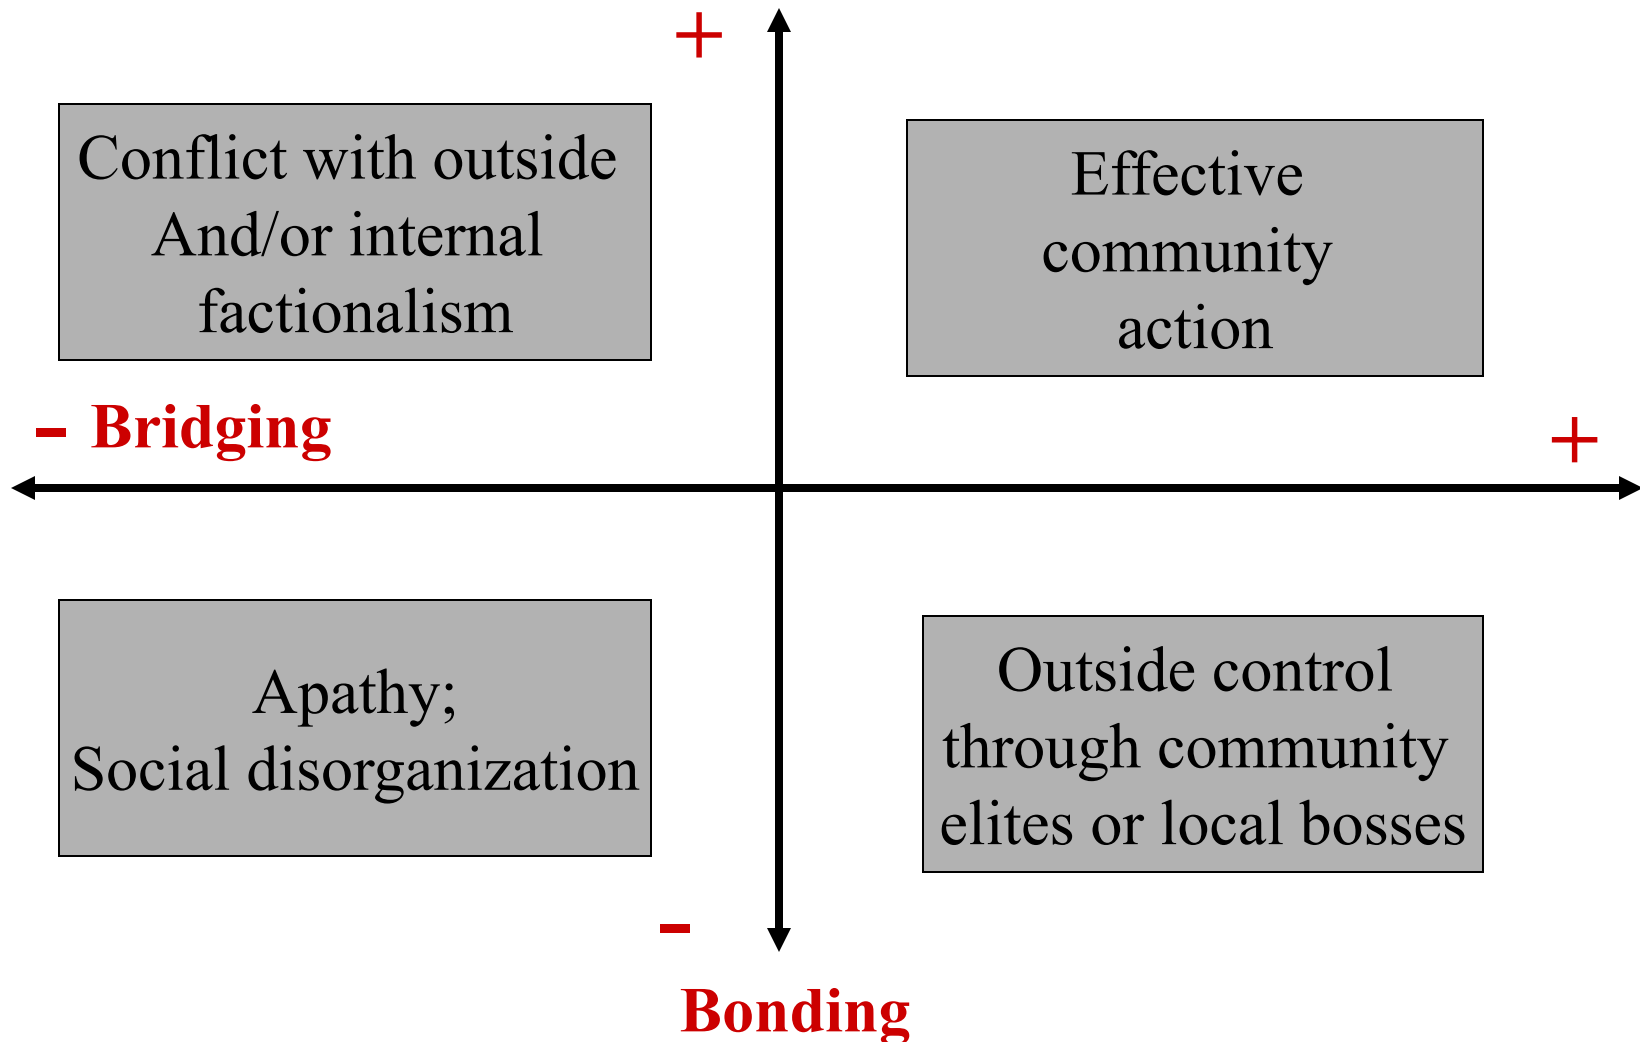 +
Conflict with outside
And/or internal
factionalism
Effective
community
action
- Bridging
+
Apathy;
Social disorganization
Outside control
through community
elites or local bosses
-
Bonding